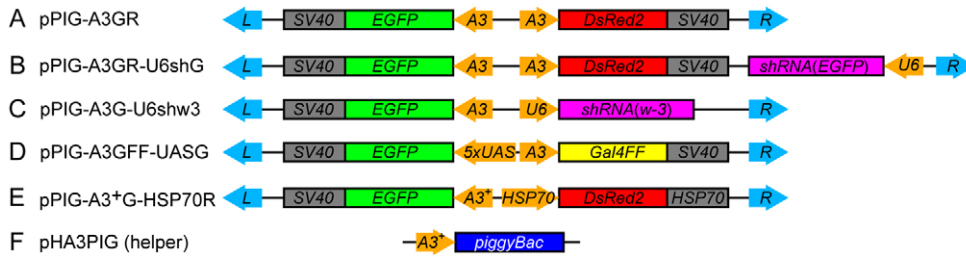 A pPIG-A3GR L SV40 EGFP A3 A3 DsRed2 SV40 R
B pPIG-A3GR-U6shG L SV40 EGFP A3 A3 DsRed2 SV40 shRNA(EGFP) U6 R
C pPIG-A3G-U6shw3 L SV40 EGFP A3 U6 shRNA(w-3) R
D pPIG-A3GFF-UASG L SV40 EGFP 5xUAS A3 Gal4FF SV40 R
E pPIG-A3⁺G-HSP70R L SV40 EGFP A3⁺ HSP70 DsRed2 HSP70 R
F pHA3PIG (helper) A3⁺ piggyBac